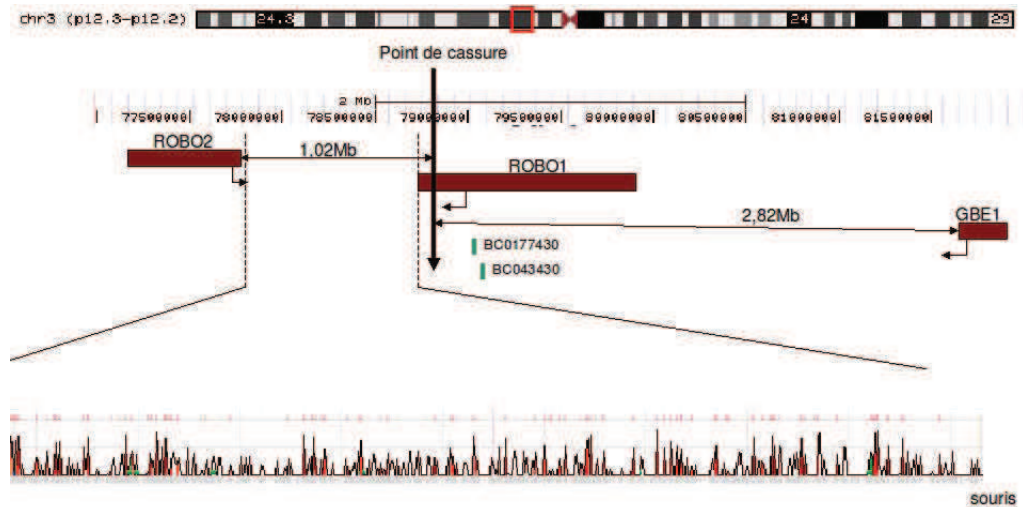 chr3 (p12.3-p12.2) 24.3 24 29
Point de cassure
2 Mb
77500000| 78000000| 78500000| 79000000| 79500000| 80000000| 80500000| 81000000| 81500000|
ROBO2
1,02Mb
ROBO1
2,82Mb
GBE1
BC0177430
BC043430
souris